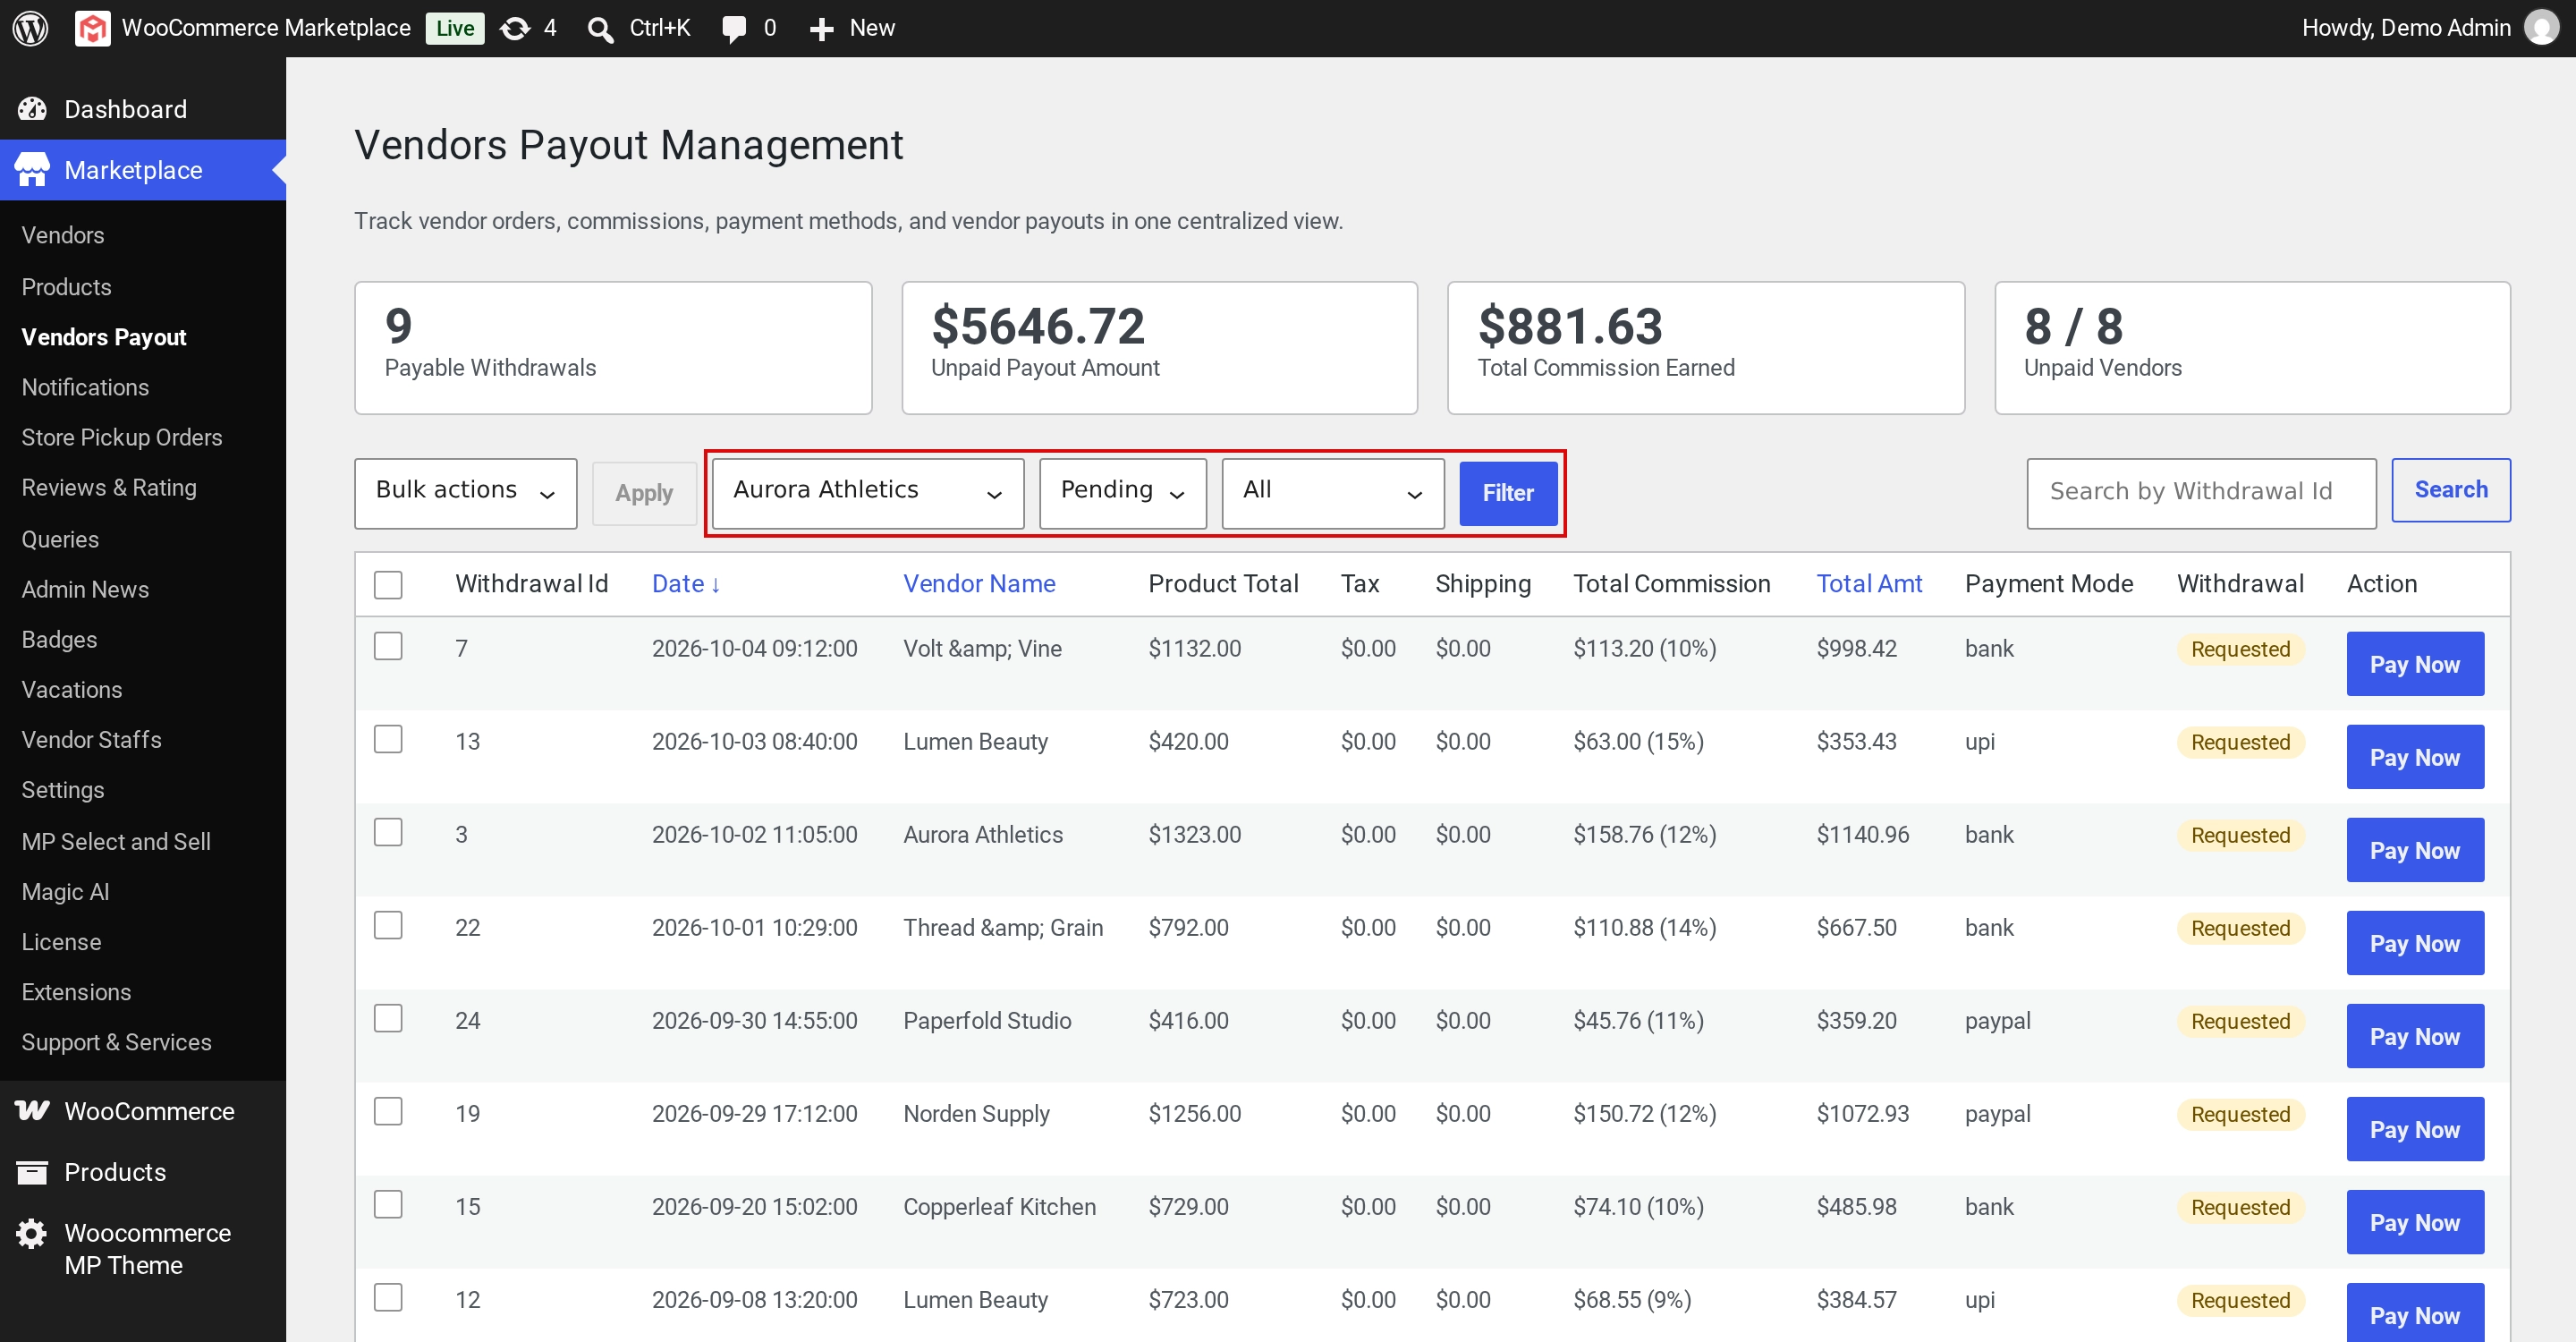 WooCommerce Marketplace Live 4 Ctrl+K 0 New Howdy, Demo Admin
Dashboard
Marketplace
Vendors
Products
Vendors Payout
Notifications
Store Pickup Orders
Reviews & Rating
Queries
Admin News
Badges
Vacations
Vendor Staffs
Settings
MP Select and Sell
Magic AI
License
Extensions
Support & Services
WooCommerce
Products
Woocommerce
MP Theme
Vendors Payout Management
Track vendor orders, commissions, payment methods, and vendor payouts in one centralized view.
9
Payable Withdrawals
$5646.72
Unpaid Payout Amount
$881.63
Total Commission Earned
8 / 8
Unpaid Vendors
Bulk actions Apply Aurora Athletics Pending All Filter Search by Withdrawal Id Search
Withdrawal Id Date ↓ Vendor Name Product Total Tax Shipping Total Commission Total Amt Payment Mode Withdrawal Action
7 2026-10-04 09:12:00 Volt &amp; Vine $1132.00 $0.00 $0.00 $113.20 (10%) $998.42 bank Requested Pay Now
13 2026-10-03 08:40:00 Lumen Beauty $420.00 $0.00 $0.00 $63.00 (15%) $353.43 upi Requested Pay Now
3 2026-10-02 11:05:00 Aurora Athletics $1323.00 $0.00 $0.00 $158.76 (12%) $1140.96 bank Requested Pay Now
22 2026-10-01 10:29:00 Thread &amp; Grain $792.00 $0.00 $0.00 $110.88 (14%) $667.50 bank Requested Pay Now
24 2026-09-30 14:55:00 Paperfold Studio $416.00 $0.00 $0.00 $45.76 (11%) $359.20 paypal Requested Pay Now
19 2026-09-29 17:12:00 Norden Supply $1256.00 $0.00 $0.00 $150.72 (12%) $1072.93 paypal Requested Pay Now
15 2026-09-20 15:02:00 Copperleaf Kitchen $729.00 $0.00 $0.00 $74.10 (10%) $485.98 bank Requested Pay Now
12 2026-09-08 13:20:00 Lumen Beauty $723.00 $0.00 $0.00 $68.55 (9%) $384.57 upi Requested Pay Now